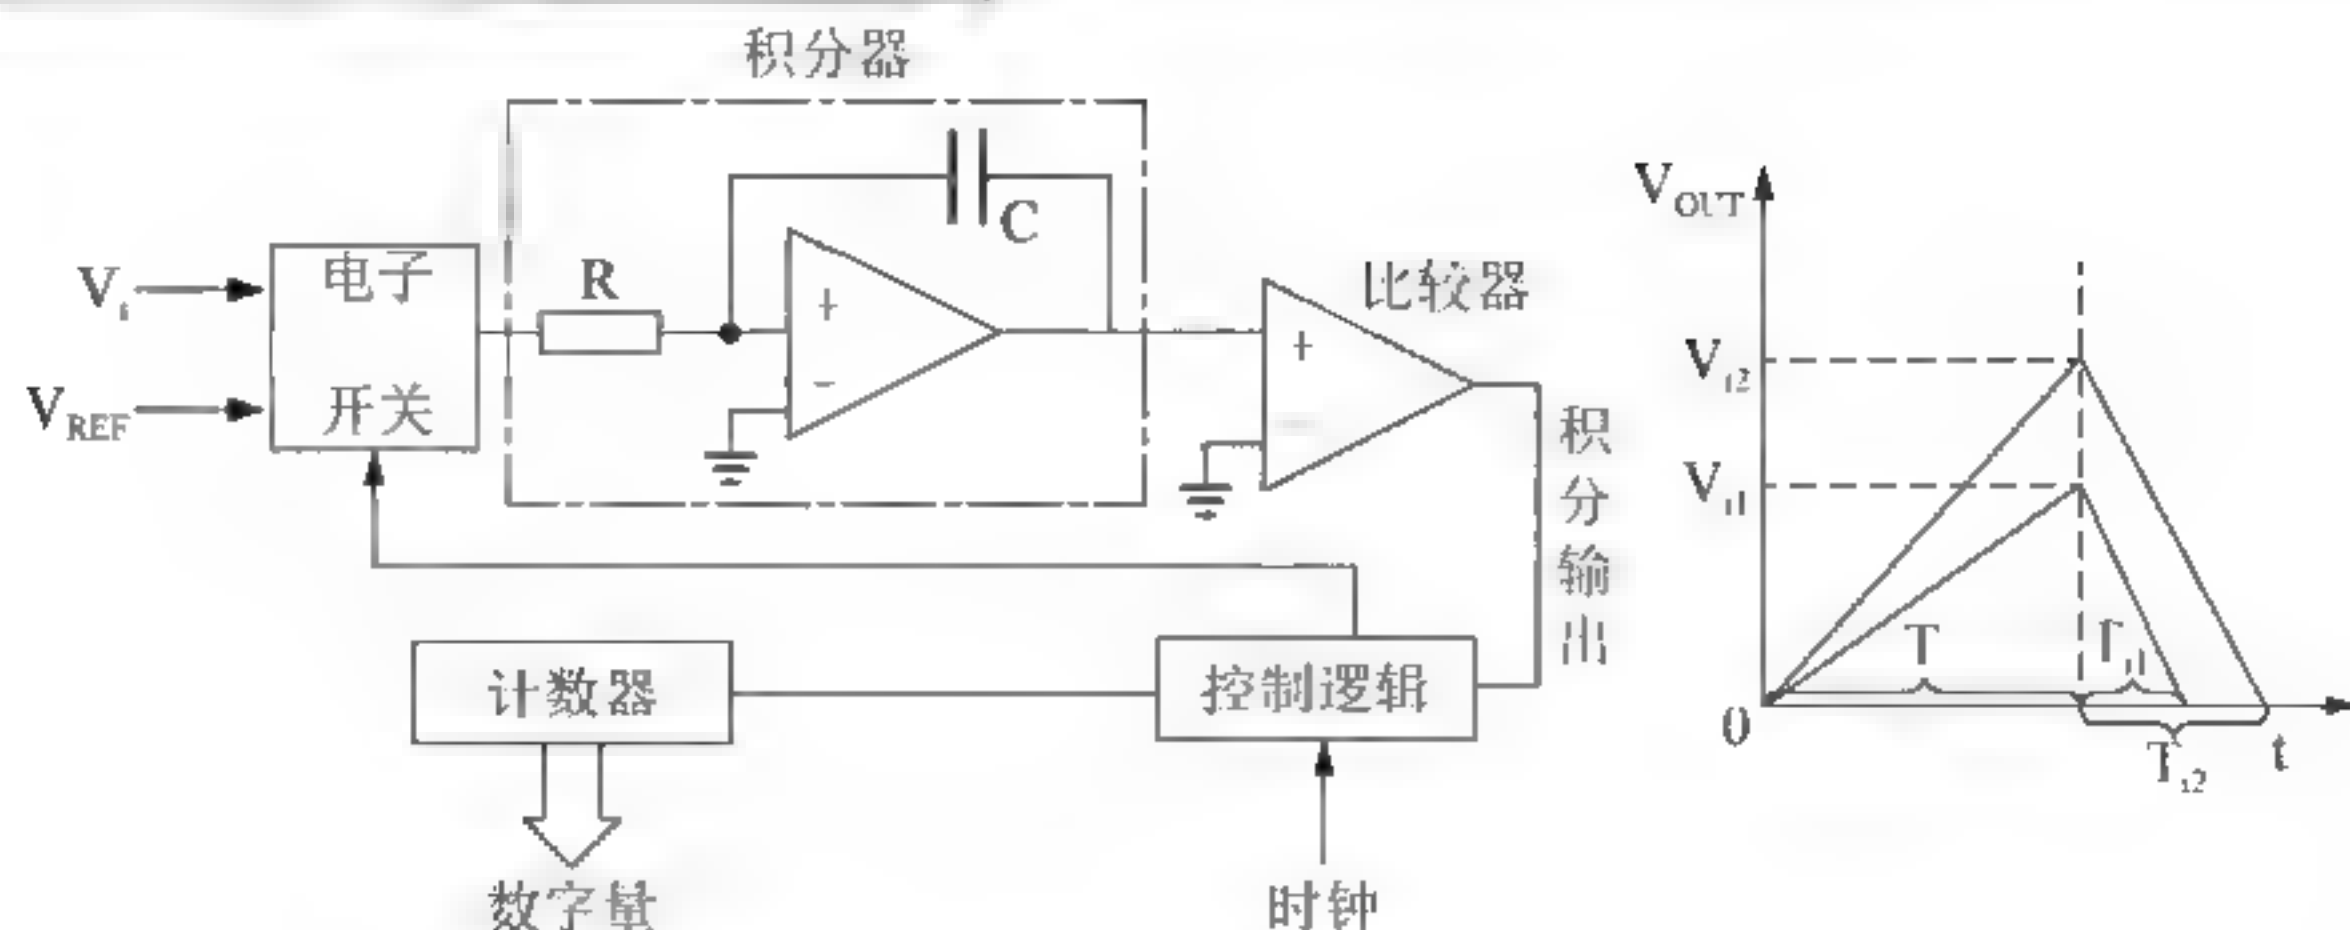 积分器
C
V_i
V_REF
电子
开关
R
+
−
比较器
+
−
积分输出
计数器
控制逻辑
数字量
时钟
V_OUT
V_i2
V_i1
T
T_i1
0
T_i2
t